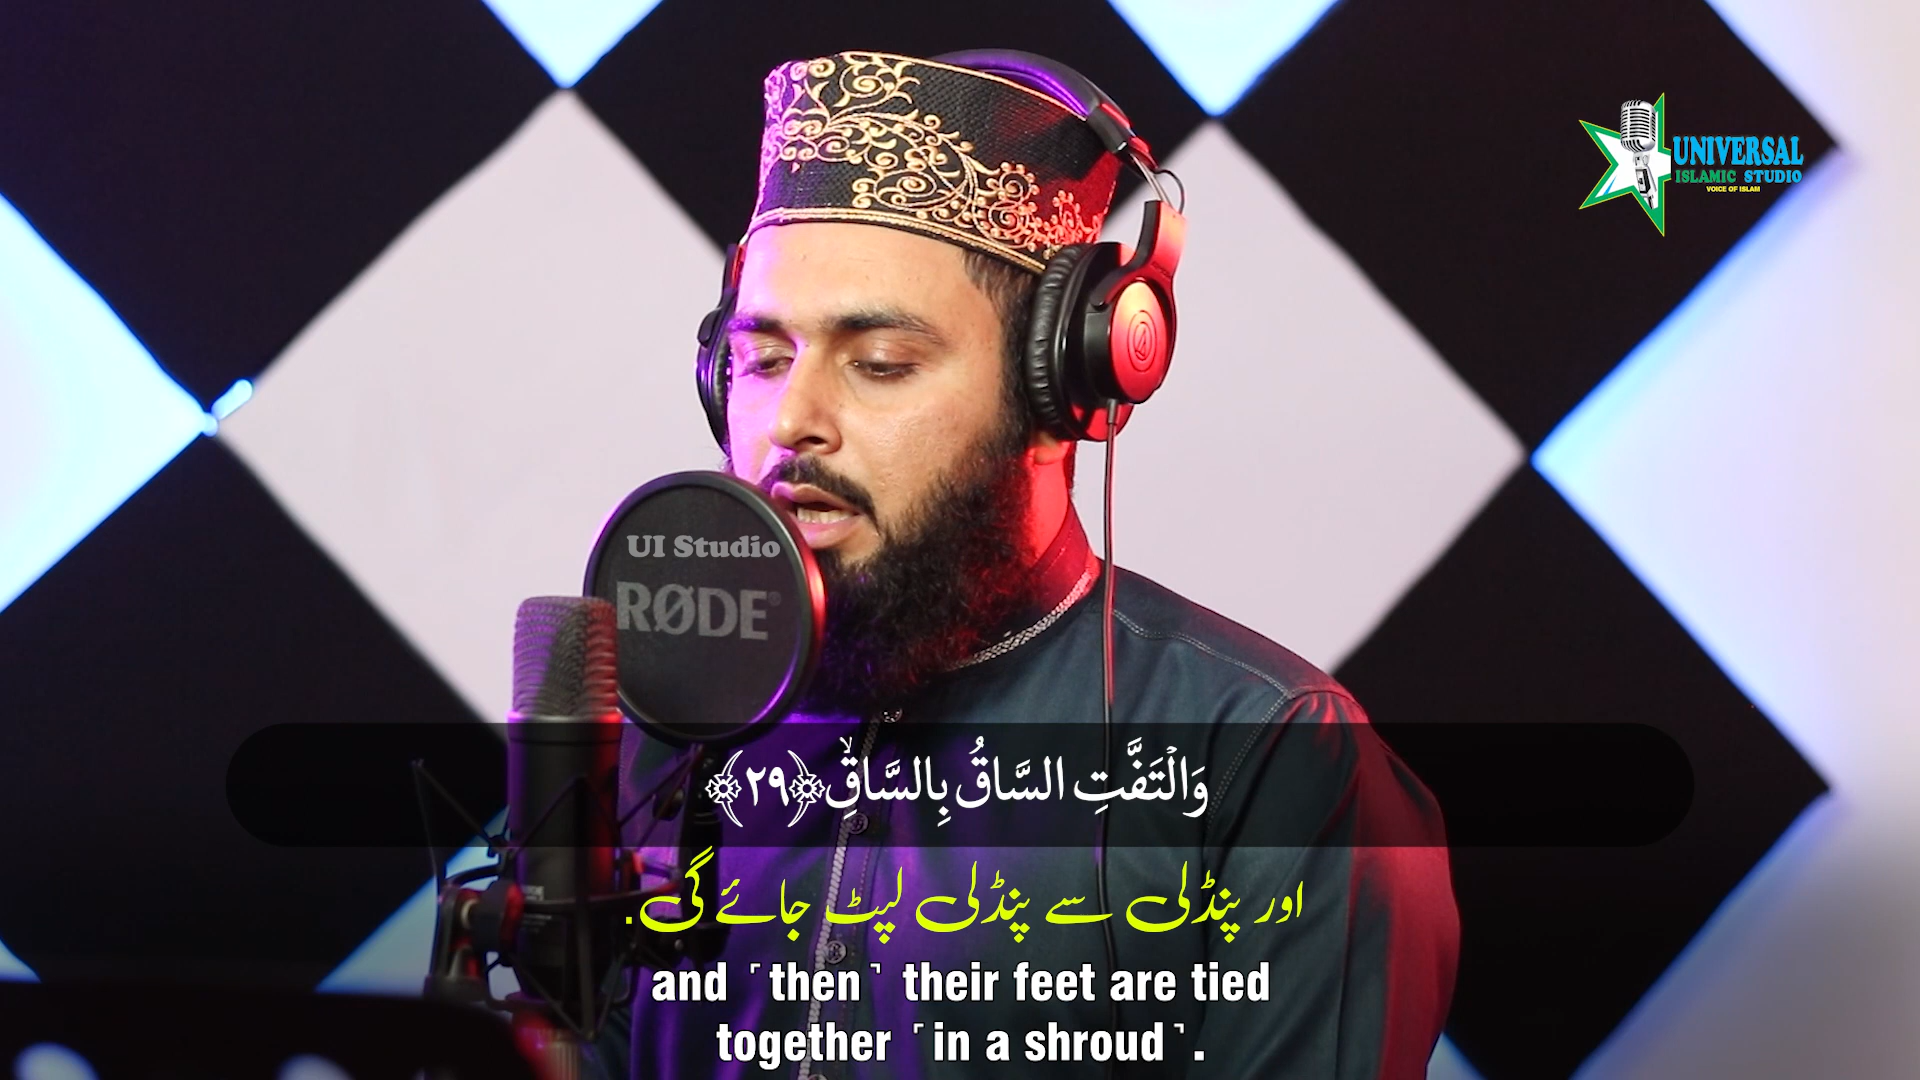 UNIVERSAL
ISLAMIC STUDIO
VOICE OF ISLAM
UI Studio
RØDE®
وَالْتَفَّتِ السَّاقُ بِالسَّاقِۙ ﴿۲۹﴾
اور پنڈلی سے پنڈلی لپٹ جائے گی.
and ⸢then⸣ their feet are tied
together ⸢in a shroud⸣.